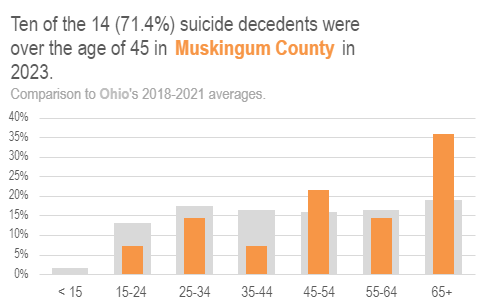 Ten of the 14 (71.4%) suicide decedents were
over the age of 45 in Muskingum County in
2023.
Comparison to Ohio's 2018-2021 averages.
40%
35%
30%
25%
20%
15%
10%
5%
0%
< 15 15-24 25-34 35-44 45-54 55-64 65+